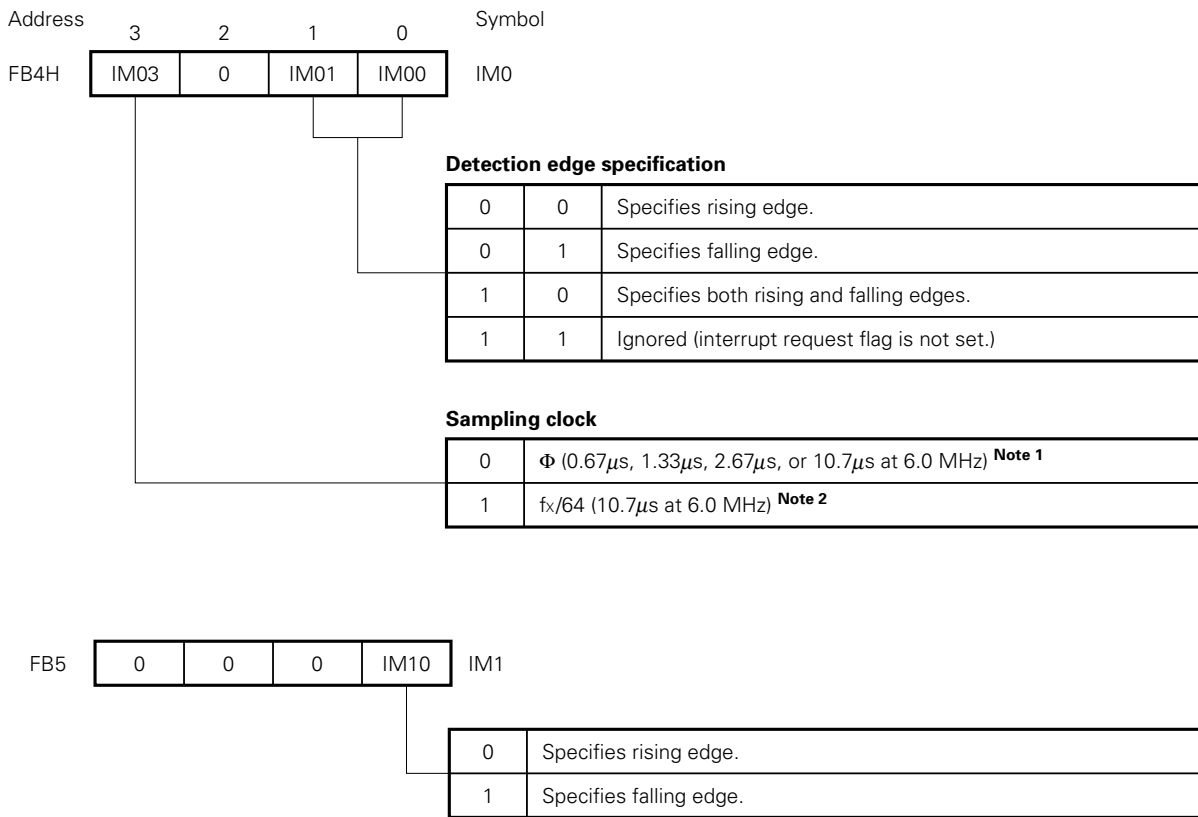 Address 3 2 1 0 Symbol
FB4H IM03 0 IM01 IM00 IM0
Detection edge specification
0 0 Specifies rising edge.
0 1 Specifies falling edge.
1 0 Specifies both rising and falling edges.
1 1 Ignored (interrupt request flag is not set.)
Sampling clock
0 Φ (0.67μs, 1.33μs, 2.67μs, or 10.7μs at 6.0 MHz) Note 1
1 fx/64 (10.7μs at 6.0 MHz) Note 2
FB5 0 0 0 IM10 IM1
0 Specifies rising edge.
1 Specifies falling edge.